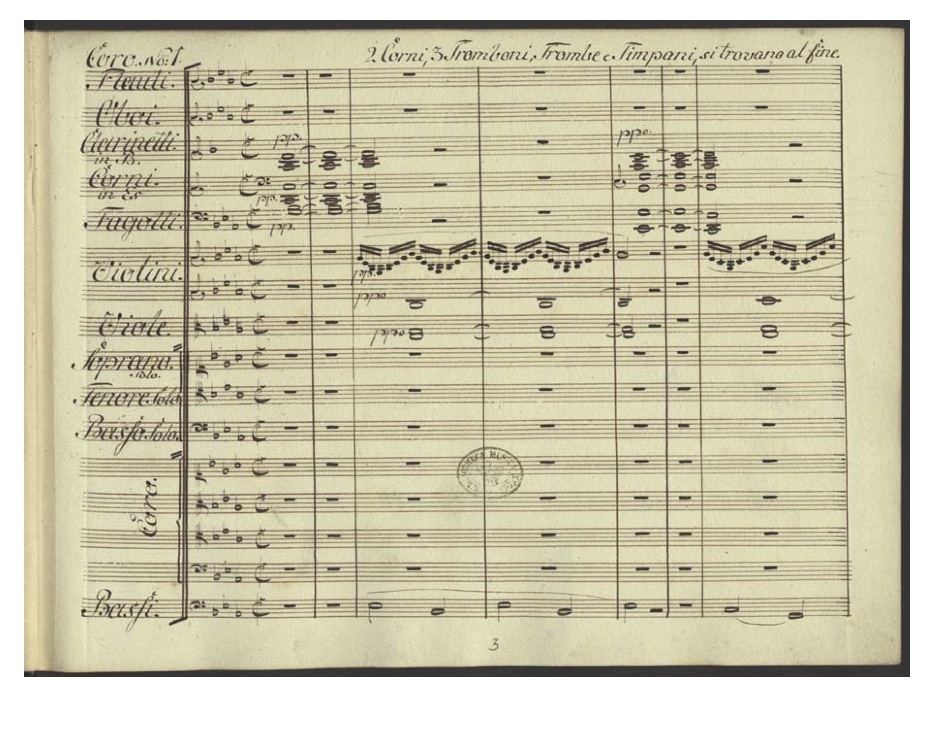 Coro. No: 1. 2 Corni, 3 Tromboni, Trombe e Timpani, si trovano al fine.
Flauti.
Oboi.
Clarinetti
in B.
ppo.
ppo.
Corni.
in Es
pp.
Fagotti.
pp.
Violini.
pp.
ppo
Viole.
ppo
Soprano.
Solo.
Tenore Solo
Basso Solo.
Coro.
Bassi.
3